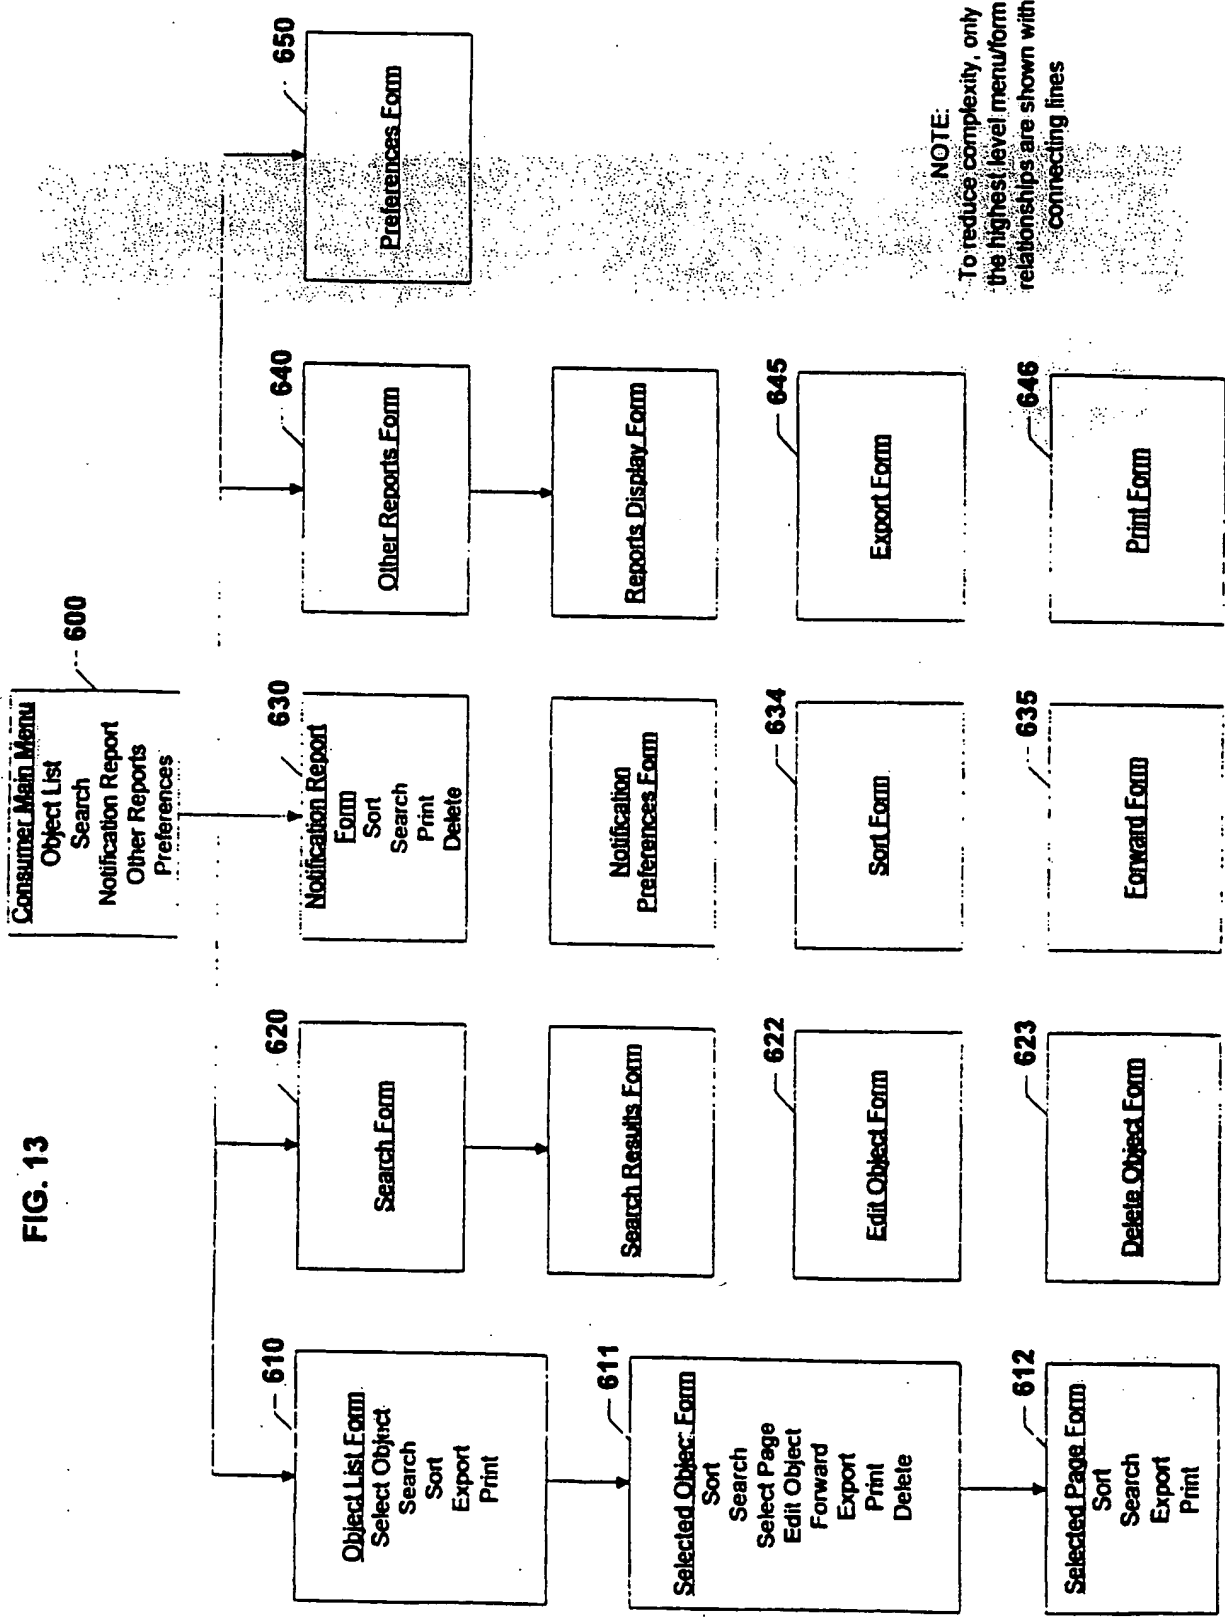 FIG. 13
Consumer Main Menu
Object List
Search
Notification Report
Other Reports
Preferences
600
610
Object List Form
Select Object
Search
Sort
Export
Print
620
Search Form
630
Notification Report
Form
Sort
Search
Print
Delete
640
Other Reports Form
650
Preferences Form
611
Selected Object Form
Sort
Search
Select Page
Edit Object
Forward
Export
Print
Delete
Search Results Form
Notification
Preferences Form
Reports Display Form
622
Edit Object Form
634
Sort Form
645
Export Form
612
Selected Page Form
Sort
Search
Export
Print
623
Delete Object Form
635
Forward Form
646
Print Form
NOTE:
To reduce complexity, only
the highest level menu/form
relationships are shown with
connecting lines